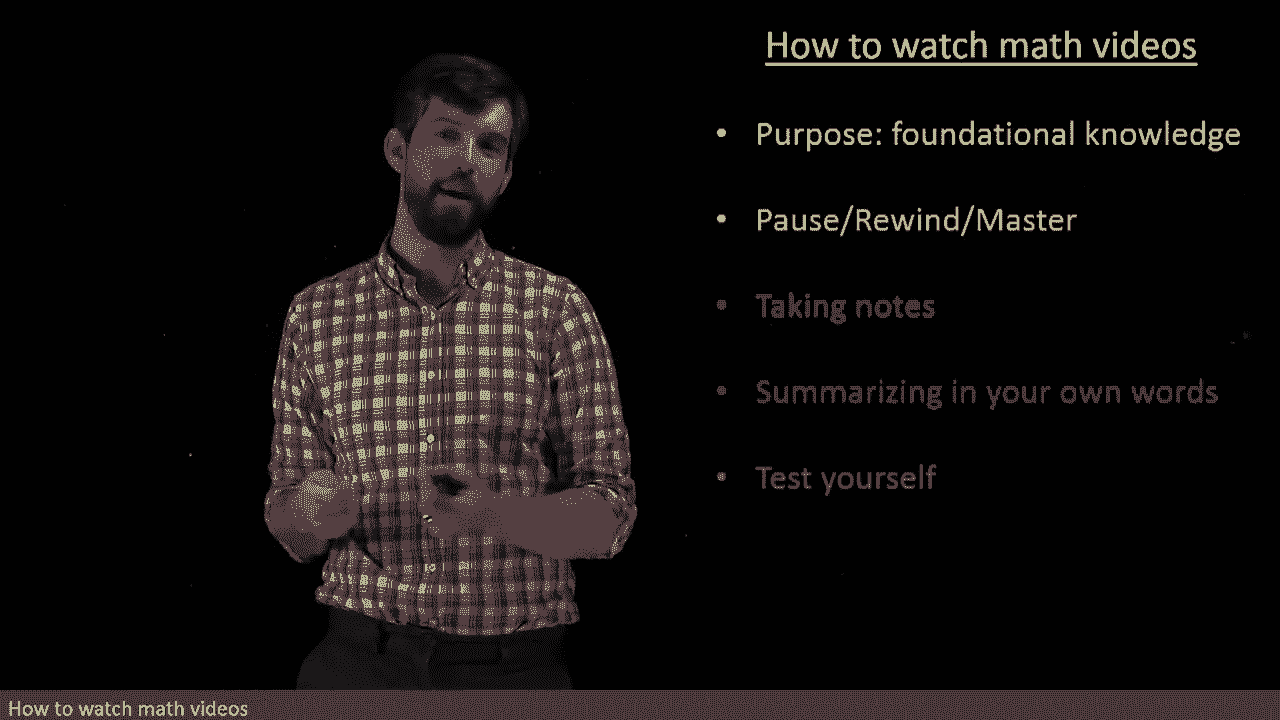 How to watch math videos
• Purpose: foundational knowledge
• Pause/Rewind/Master
• Taking notes
• Summarizing in your own words
• Test yourself
How to watch math videos